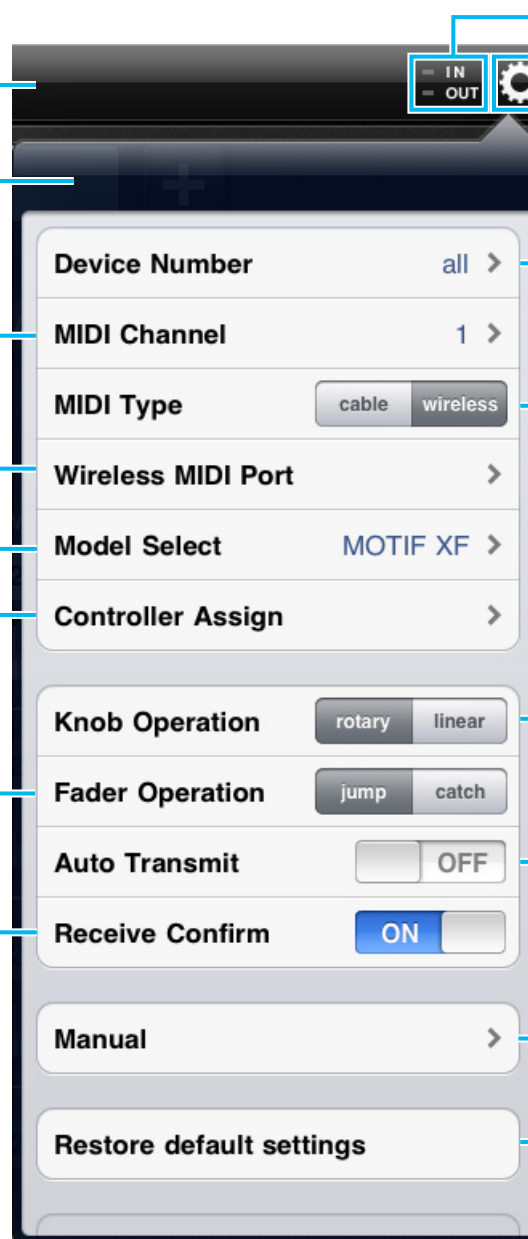 IN
OUT
Device Number all
MIDI Channel 1
MIDI Type cable wireless
Wireless MIDI Port
Model Select MOTIF XF
Controller Assign
Knob Operation rotary linear
Fader Operation jump catch
Auto Transmit OFF
Receive Confirm ON
Manual
Restore default settings